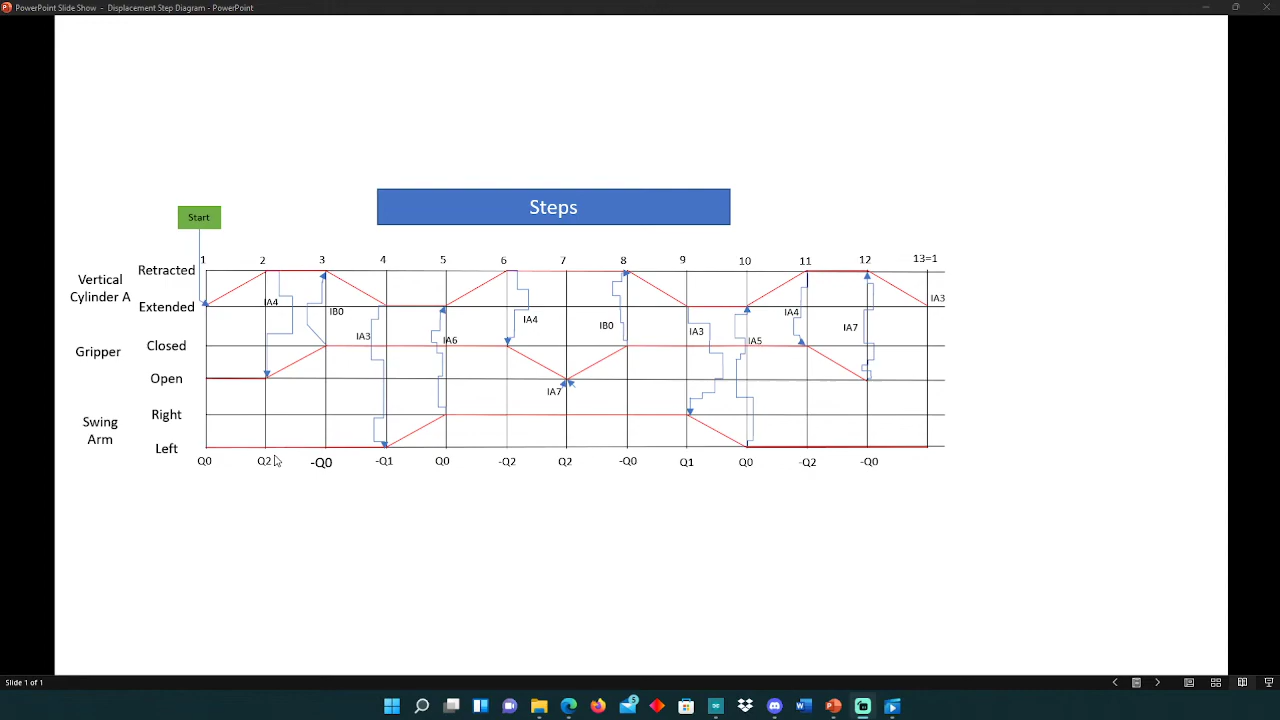 PowerPoint Slide Show - Displacement Step Diagram - PowerPoint
Steps
Start
1 2 3 4 5 6 7 8 9 10 11 12 13=1
Vertical
Cylinder A
Retracted
Extended
Gripper
Closed
Open
Swing
Arm
Right
Left
IA4
IB0
IA3
IA6
IA4
IA7
IB0
IA3
IA5
IA4
IA7
IA3
Q0 Q2 -Q0 -Q1 Q0 -Q2 Q2 -Q0 Q1 Q0 -Q2 -Q0
Slide 1 of 1
5